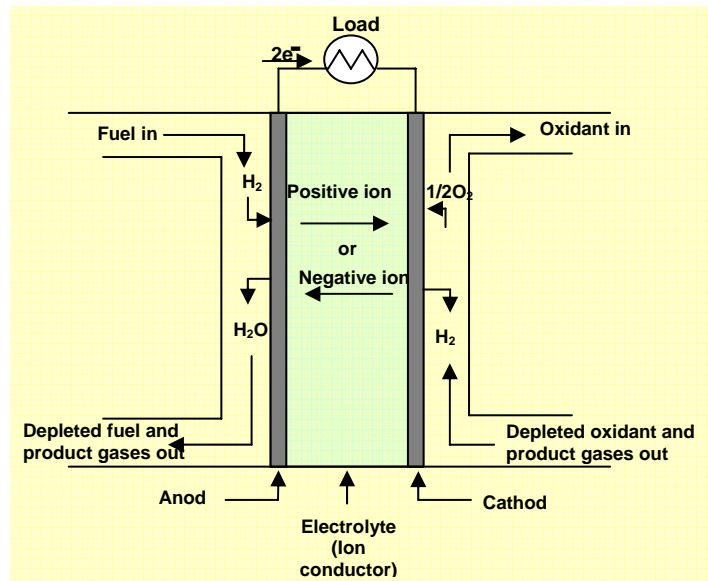 Load
2e⁻
Fuel in
Oxidant in
H₂
Positive ion
1/2O₂
or
Negative ion
H₂O
H₂
Depleted fuel and
product gases out
Depleted oxidant and
product gases out
Anod
Cathod
Electrolyte
(Ion
conductor)